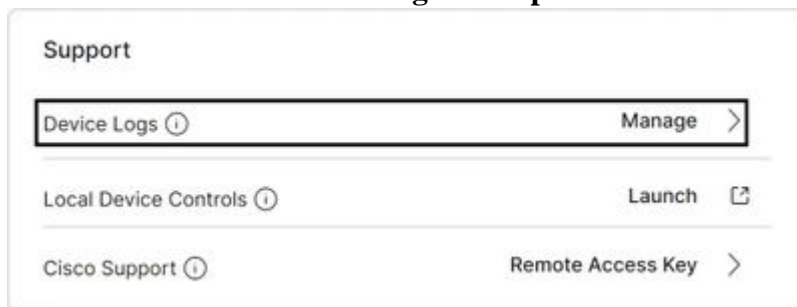 Support
Device Logs Manage
Local Device Controls Launch
Cisco Support Remote Access Key